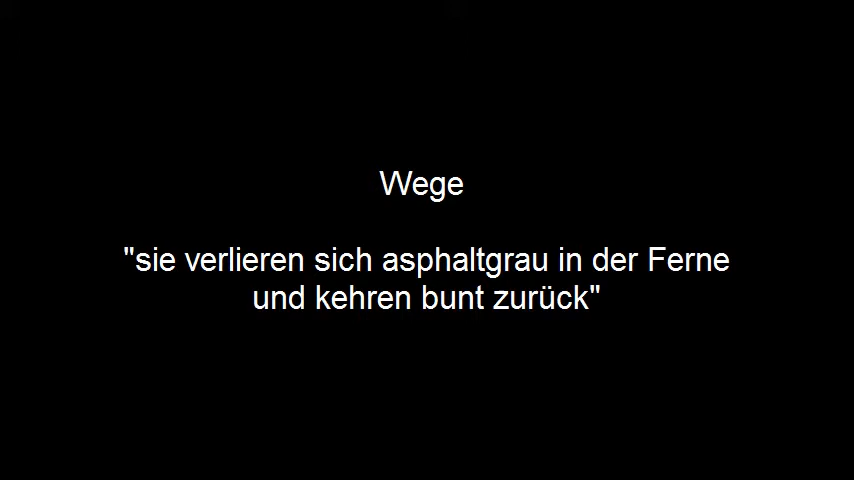 Wege
"sie verlieren sich asphaltgrau in der Ferne
und kehren bunt zurück"